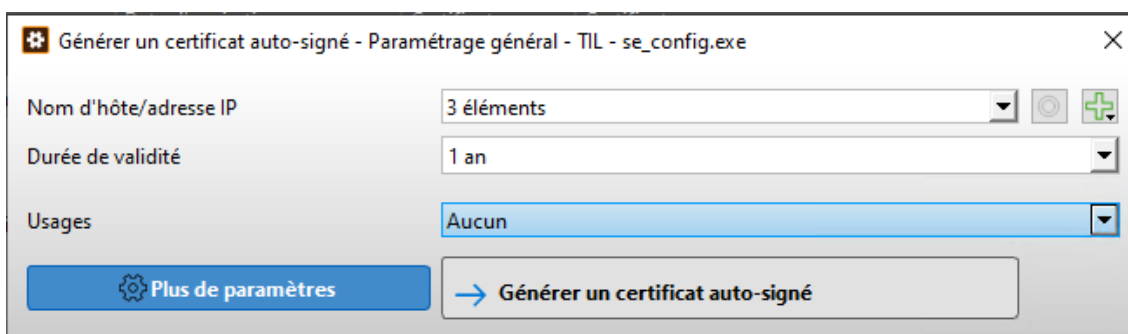 Générer un certificat auto-signé - Paramétrage général - TIL - se_config.exe
Nom d'hôte/adresse IP 3 éléments
Durée de validité 1 an
Usages Aucun
Plus de paramètres Générer un certificat auto-signé